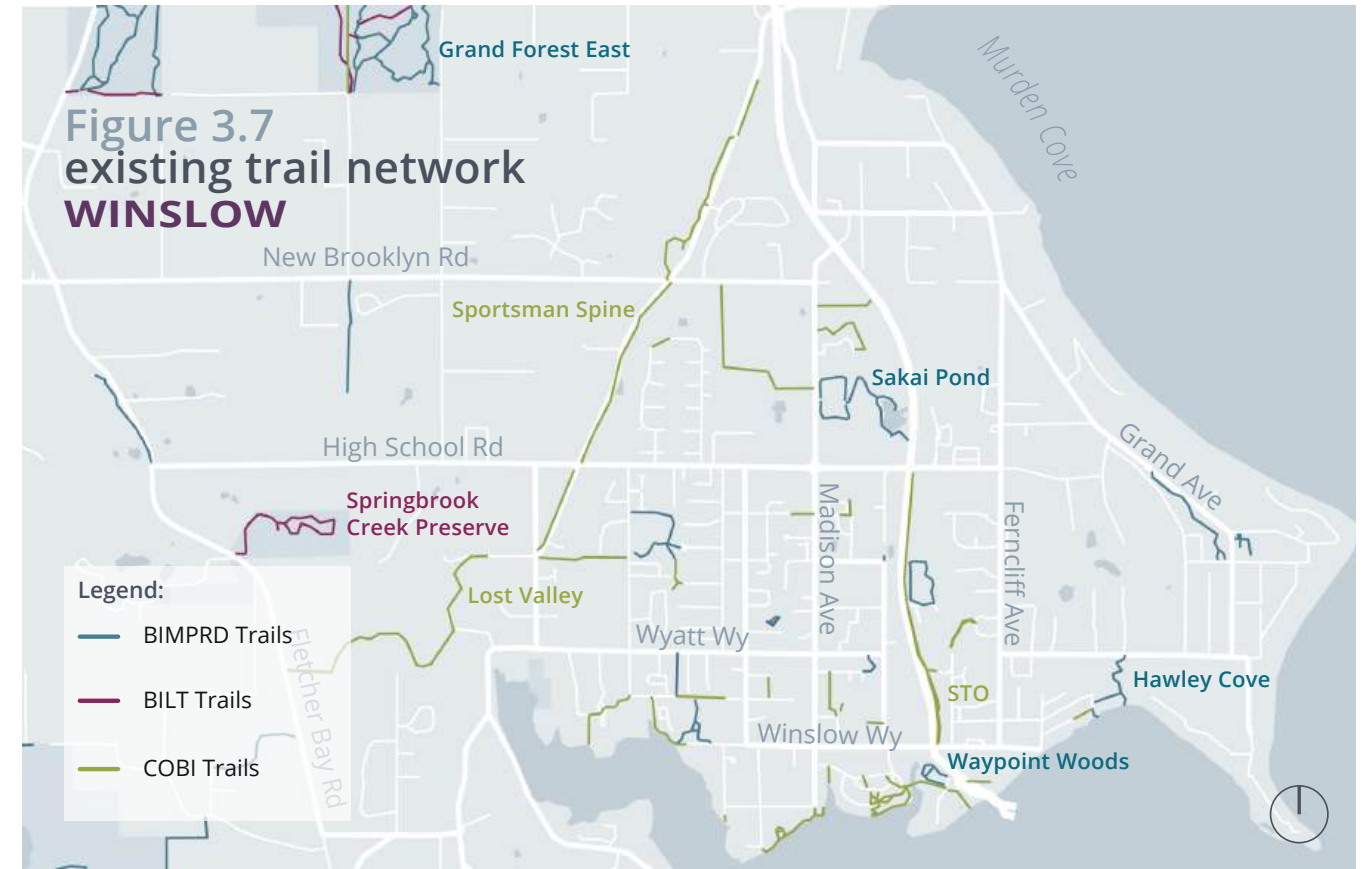 Grand Forest East
Murden Cove
Figure 3.7
existing trail network
WINSLOW
New Brooklyn Rd
Sportsman Spine
Sakai Pond
High School Rd
Grand Ave
Springbrook
Creek Preserve
Madison Ave
Ferncliff Ave
Legend:
BIMPRD Trails
BILT Trails
COBI Trails
Fletcher Bay Rd
Lost Valley
Wyatt Wy
STO
Hawley Cove
Winslow Wy
Waypoint Woods